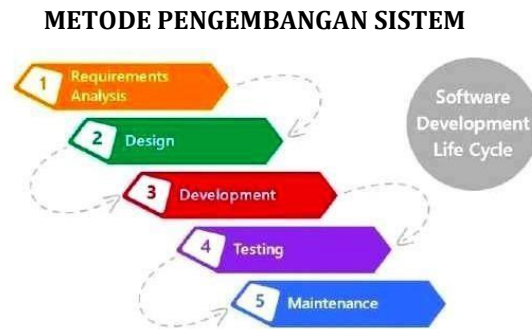 METODE PENGEMBANGAN SISTEM
1 Requirements
Analysis
Software
Development
Life Cycle
2 Design
3 Development
4 Testing
5 Maintenance